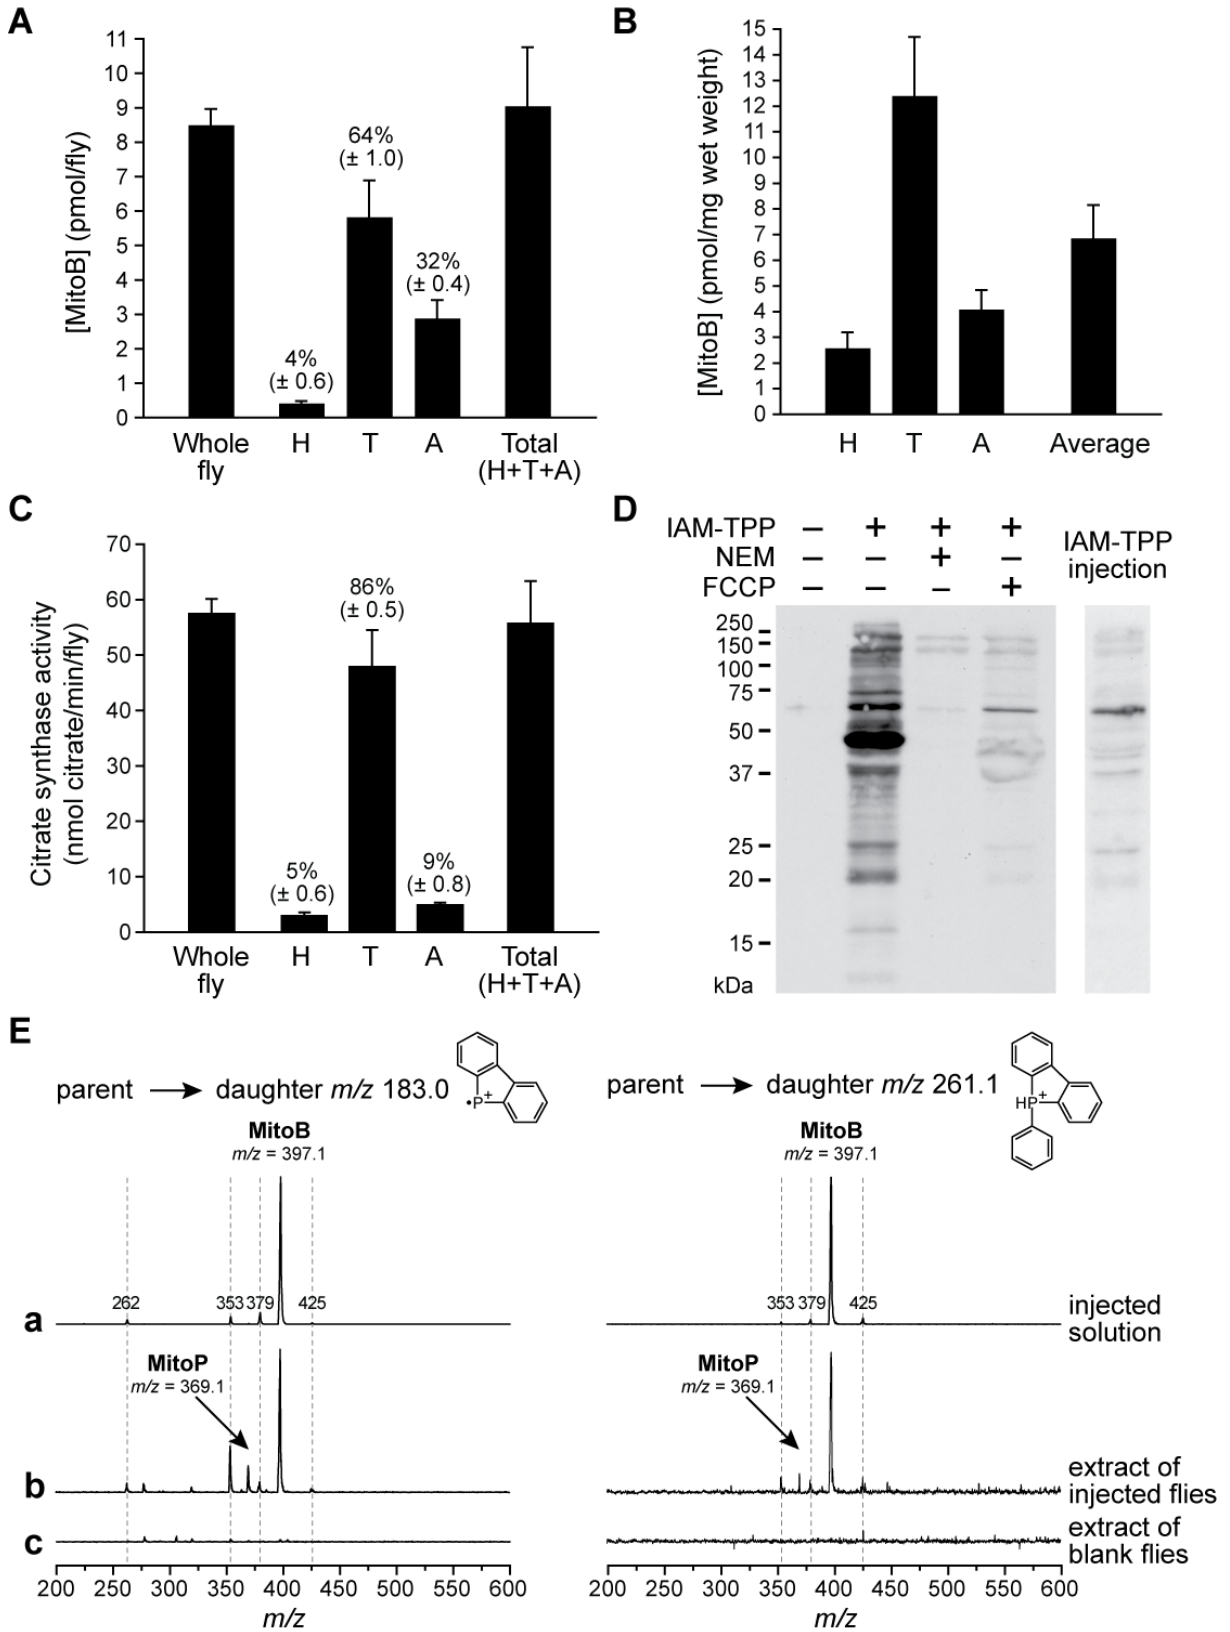 A
[MitoB] (pmol/fly)
11
10
9
8
7
6
5
4
3
2
1
0
4%
(± 0.6)
64%
(± 1.0)
32%
(± 0.4)
Whole
fly
H
T
A
Total
(H+T+A)
B
[MitoB] (pmol/mg wet weight)
15
14
13
12
11
10
9
8
7
6
5
4
3
2
1
0
H
T
A
Average
C
Citrate synthase activity
(nmol citrate/min/fly)
70
60
50
40
30
20
10
0
5%
(± 0.6)
86%
(± 0.5)
9%
(± 0.8)
Whole
fly
H
T
A
Total
(H+T+A)
D
IAM-TPP – + + +
NEM – – + –
FCCP – – – +
IAM-TPP
injection
250
150
100
75
50
37
25
20
15
kDa
E
parent daughter m/z 183.0
•P+
MitoB
m/z = 397.1
262 353 379 425
a
MitoP
m/z = 369.1
b
c
200 250 300 350 400 450 500 550 600
m/z
parent daughter m/z 261.1
HP+
MitoB
m/z = 397.1
353 379 425
injected
solution
MitoP
m/z = 369.1
extract of
injected flies
extract of
blank flies
200 250 300 350 400 450 500 550 600
m/z